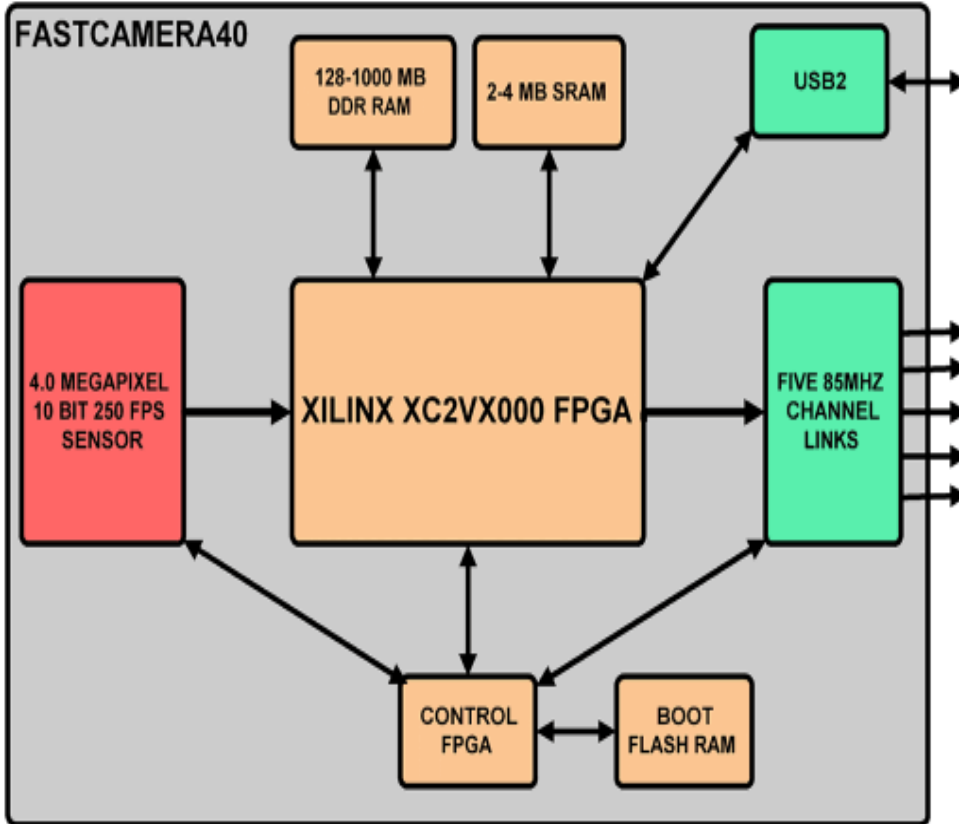 FASTCAMERA40
128-1000 MB
DDR RAM
2-4 MB SRAM
USB2
4.0 MEGAPIXEL
10 BIT 250 FPS
SENSOR
XILINX XC2VX000 FPGA
FIVE 85MHZ
CHANNEL
LINKS
CONTROL
FPGA
BOOT
FLASH RAM